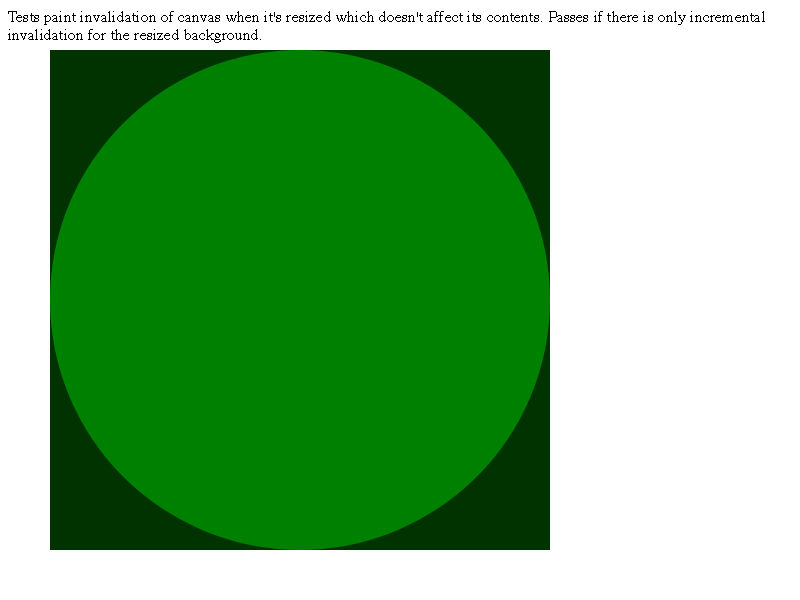 Tests paint invalidation of canvas when it's resized which doesn't affect its contents. Passes if there is only incremental
invalidation for the resized background.